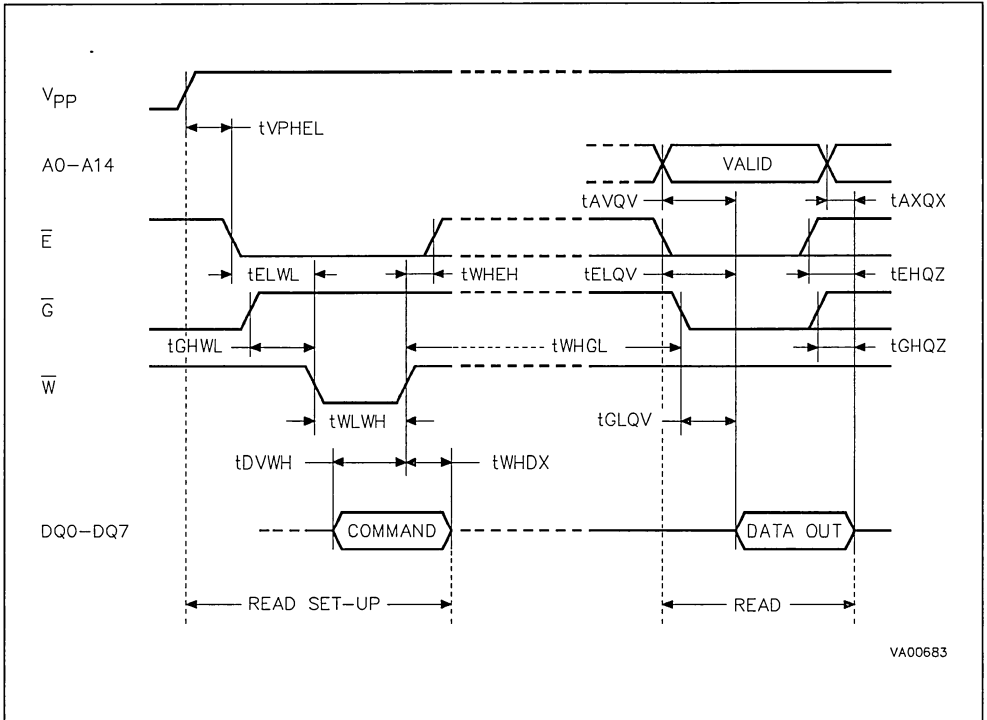 VPP
tVPHEL
A0–A14
VALID
tAVQV
tAXQX
E
tELWL
tWHEH
tELQV
tEHQZ
G
tGHWL
tWHGL
tGHQZ
W
tWLWH
tGLQV
tDVWH
tWHDX
DQ0–DQ7
COMMAND
DATA OUT
READ SET–UP
READ
VA00683